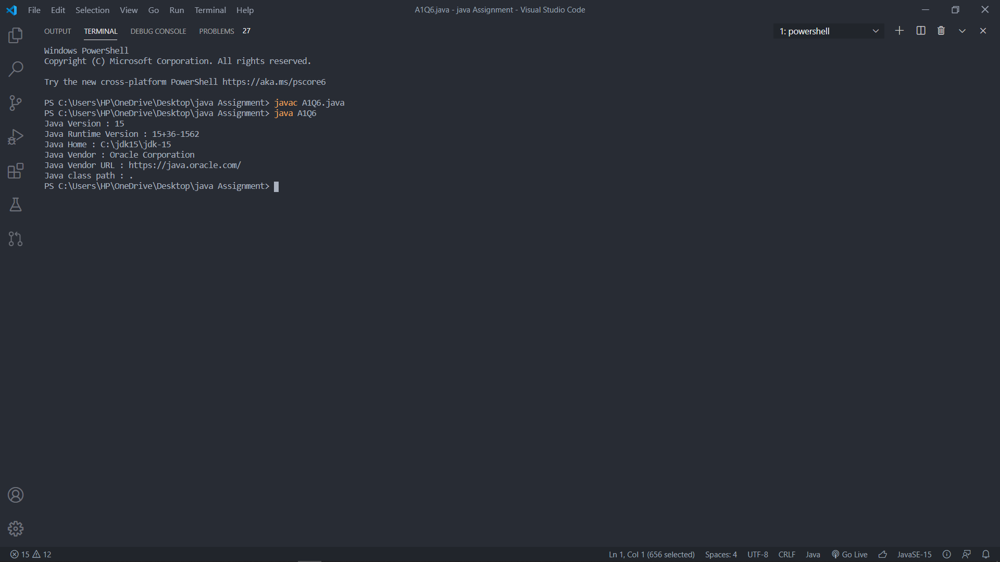 File Edit Selection View Go Run Terminal Help
A1Q6.java - java Assignment - Visual Studio Code
OUTPUT TERMINAL DEBUG CONSOLE PROBLEMS 27
1: powershell
Windows PowerShell
Copyright (C) Microsoft Corporation. All rights reserved.
Try the new cross-platform PowerShell https://aka.ms/pscore6
PS C:\Users\HP\OneDrive\Desktop\java Assignment> javac A1Q6.java
PS C:\Users\HP\OneDrive\Desktop\java Assignment> java A1Q6
Java Version : 15
Java Runtime Version : 15+36-1562
Java Home : C:\jdk15\jdk-15
Java Vendor : Oracle Corporation
Java Vendor URL : https://java.oracle.com/
Java class path : .
PS C:\Users\HP\OneDrive\Desktop\java Assignment>
15 12
Ln 1, Col 1 (656 selected) Spaces: 4 UTF-8 CRLF Java Go Live JavaSE-15